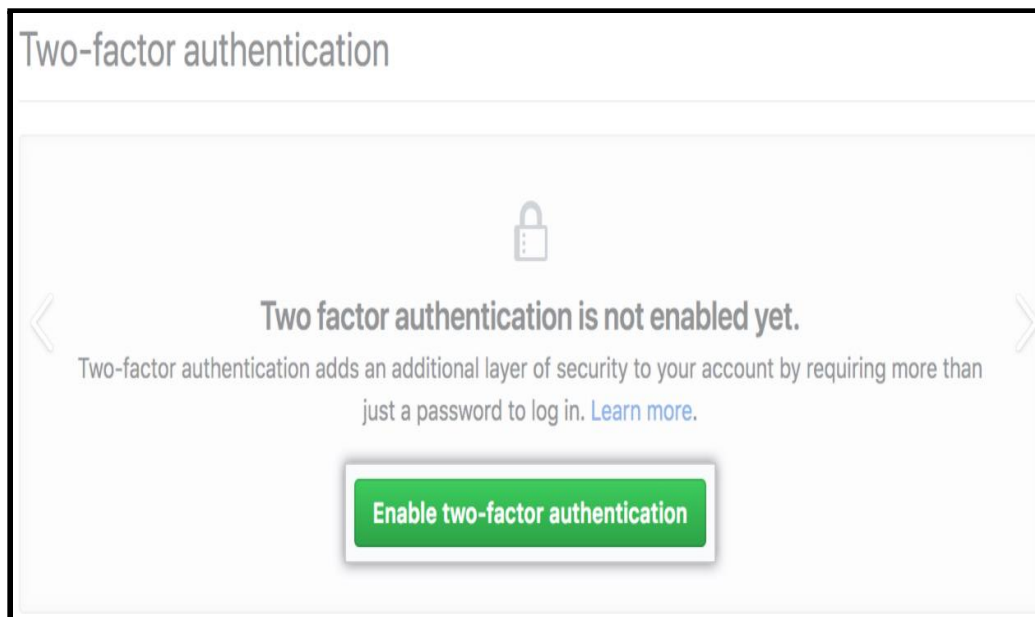 Two-factor authentication
Two factor authentication is not enabled yet.
Two-factor authentication adds an additional layer of security to your account by requiring more than
just a password to log in. Learn more.
Enable two-factor authentication